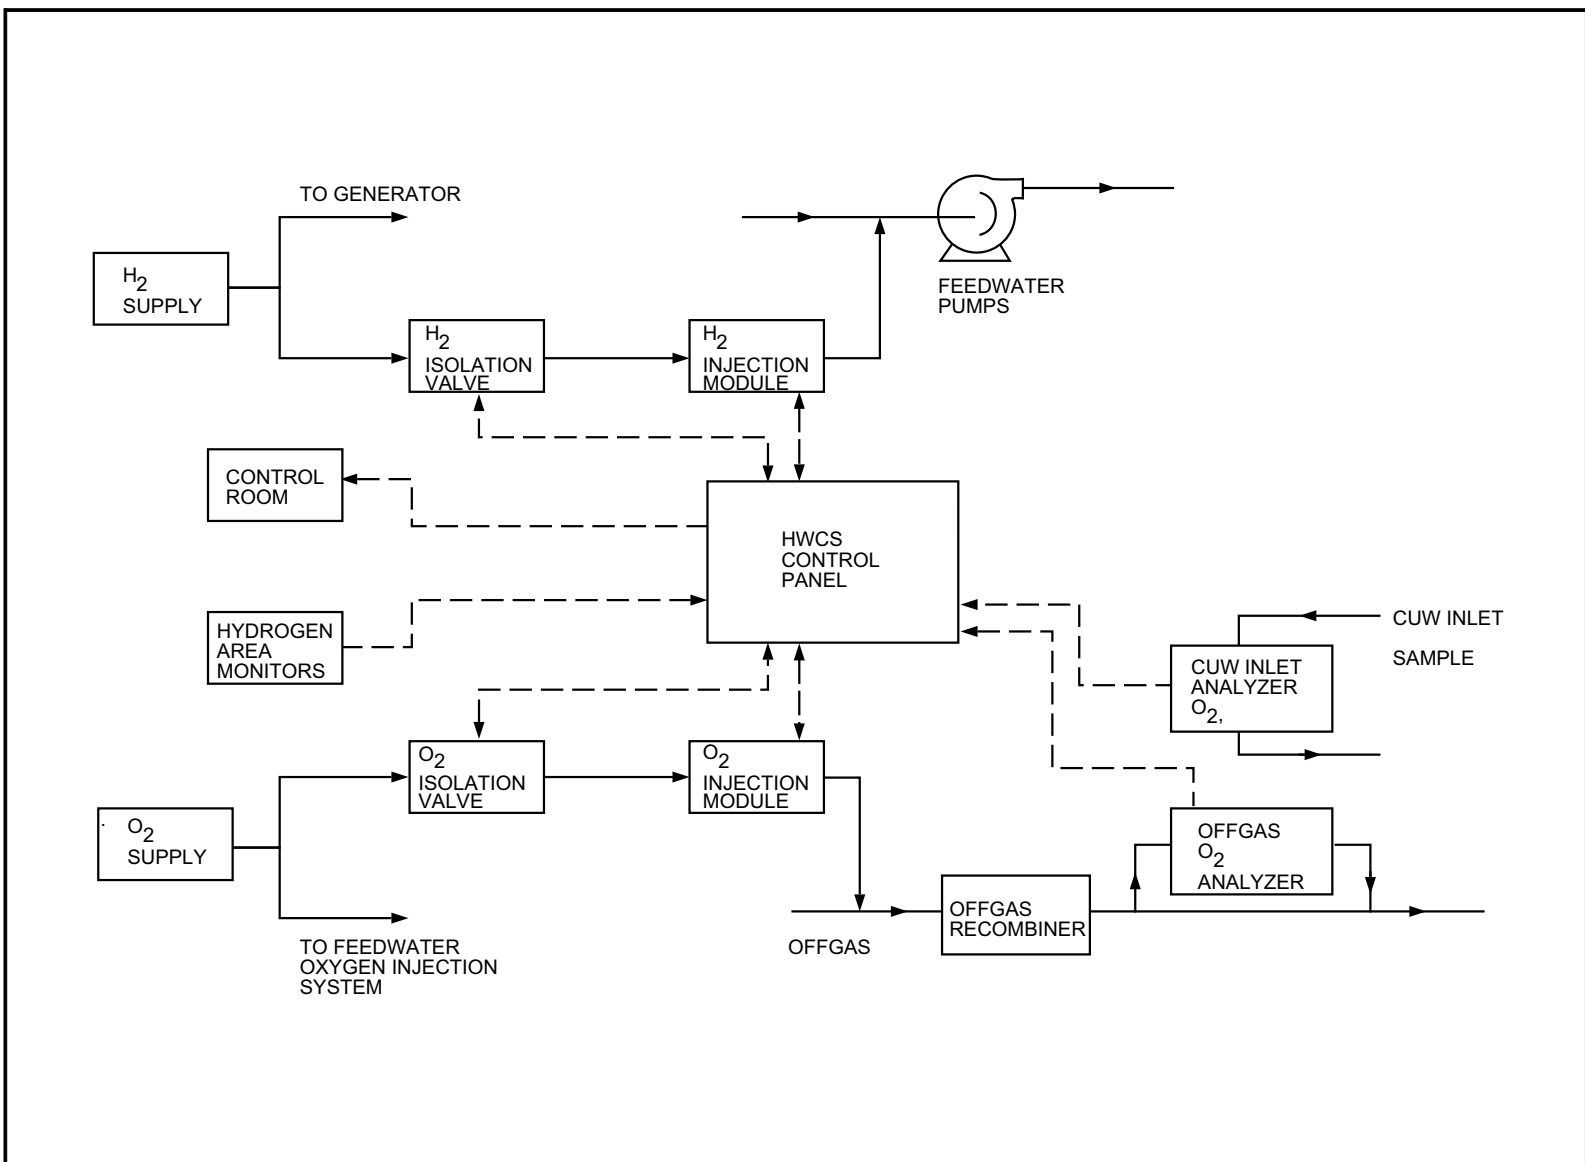 TO GENERATOR
H2
SUPPLY
FEEDWATER
PUMPS
H2
ISOLATION
VALVE
H2
INJECTION
MODULE
CONTROL
ROOM
HWCS
CONTROL
PANEL
HYDROGEN
AREA
MONITORS
CUW INLET
SAMPLE
CUW INLET
ANALYZER
O2,
O2
ISOLATION
VALVE
O2
INJECTION
MODULE
O2
SUPPLY
OFFGAS
O2
ANALYZER
OFFGAS
RECOMBINER
OFFGAS
TO FEEDWATER
OXYGEN INJECTION
SYSTEM